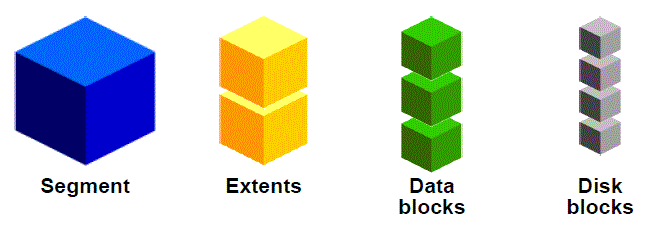 Segment
Extents
Data
blocks
Disk
blocks